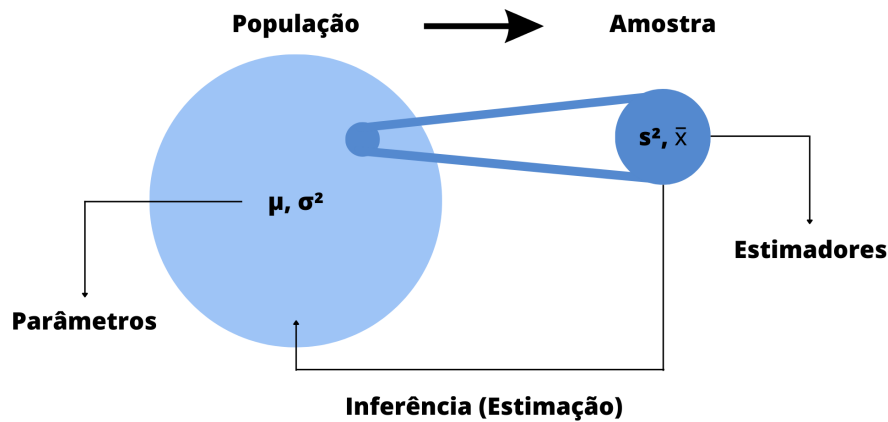 População
Amostra
s², x̄
μ, σ²
Estimadores
Parâmetros
Inferência (Estimação)